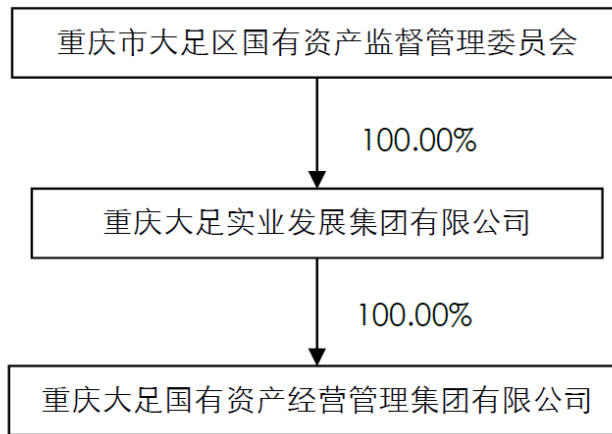 重庆市大足区国有资产监督管理委员会
100.00%
重庆大足实业发展集团有限公司
100.00%
重庆大足国有资产经营管理集团有限公司